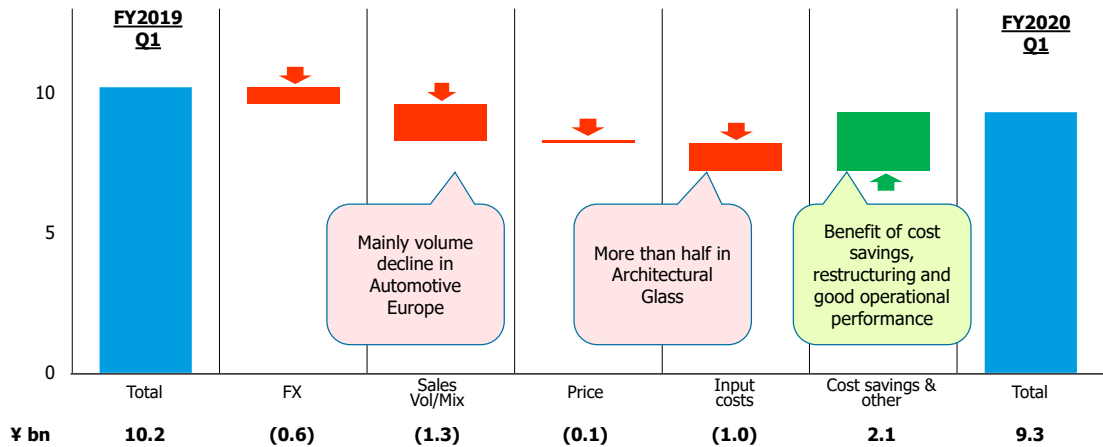 FY2019
Q1
FY2020
Q1
10
5
0
Mainly volume
decline in
Automotive
Europe
More than half in
Architectural
Glass
Benefit of cost
savings,
restructuring and
good operational
performance
Total
FX
Sales
Vol/Mix
Price
Input
costs
Cost savings &
other
Total
¥ bn 10.2 (0.6) (1.3) (0.1) (1.0) 2.1 9.3